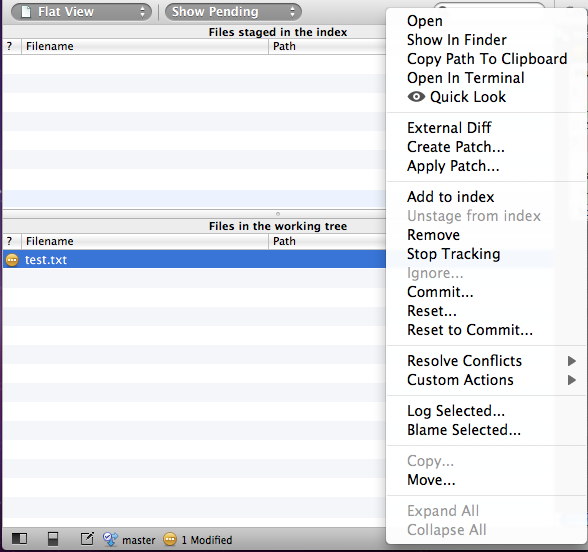 Flat View
Show Pending
Files staged in the index
? Filename Path
Files in the working tree
? Filename Path
test.txt
master 1 Modified
Open
Show In Finder
Copy Path To Clipboard
Open In Terminal
Quick Look
External Diff
Create Patch...
Apply Patch...
Add to index
Unstage from index
Remove
Stop Tracking
Ignore...
Commit...
Reset...
Reset to Commit...
Resolve Conflicts
Custom Actions
Log Selected...
Blame Selected...
Copy...
Move...
Expand All
Collapse All